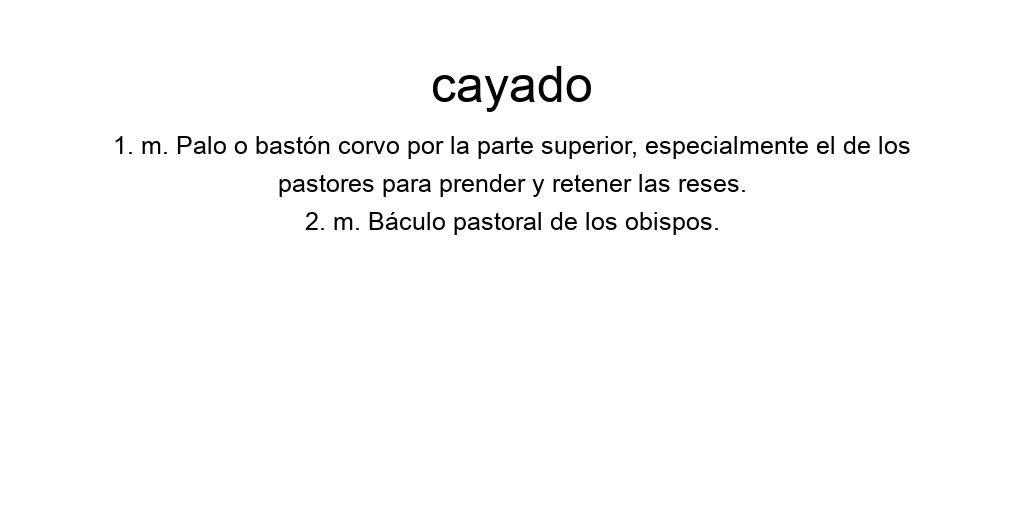 cayado
1. m. Palo o bastón corvo por la parte superior, especialmente el de los
pastores para prender y retener las reses.
2. m. Báculo pastoral de los obispos.